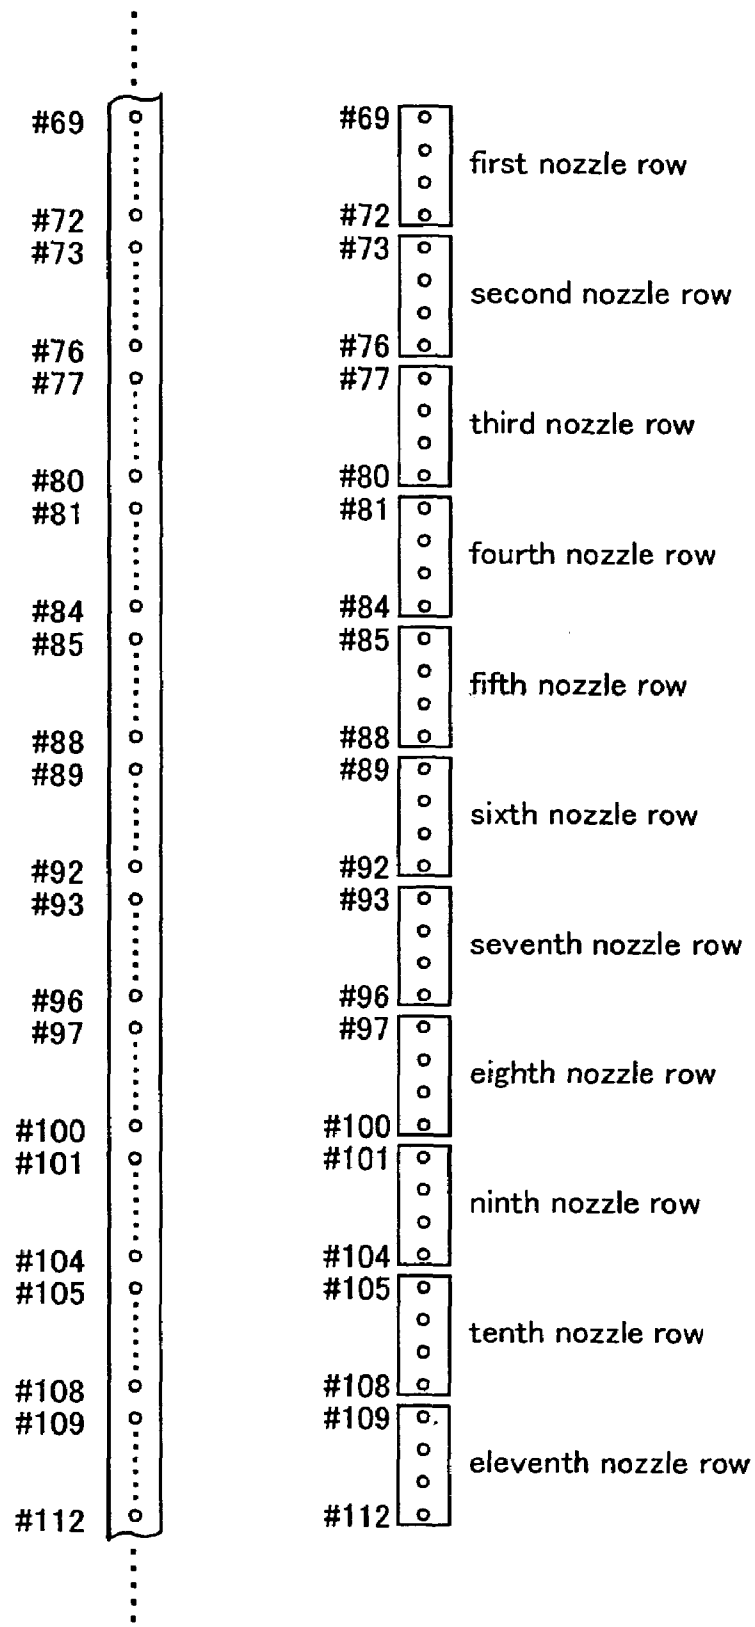 #69 #69
first nozzle row
#72 #72
#73 #73
second nozzle row
#76 #76
#77 #77
third nozzle row
#80 #80
#81 #81
fourth nozzle row
#84 #84
#85 #85
fifth nozzle row
#88 #88
#89 #89
sixth nozzle row
#92 #92
#93 #93
seventh nozzle row
#96 #96
#97 #97
eighth nozzle row
#100 #100
#101 #101
ninth nozzle row
#104 #104
#105 #105
tenth nozzle row
#108 #108
#109 #109
eleventh nozzle row
#112 #112